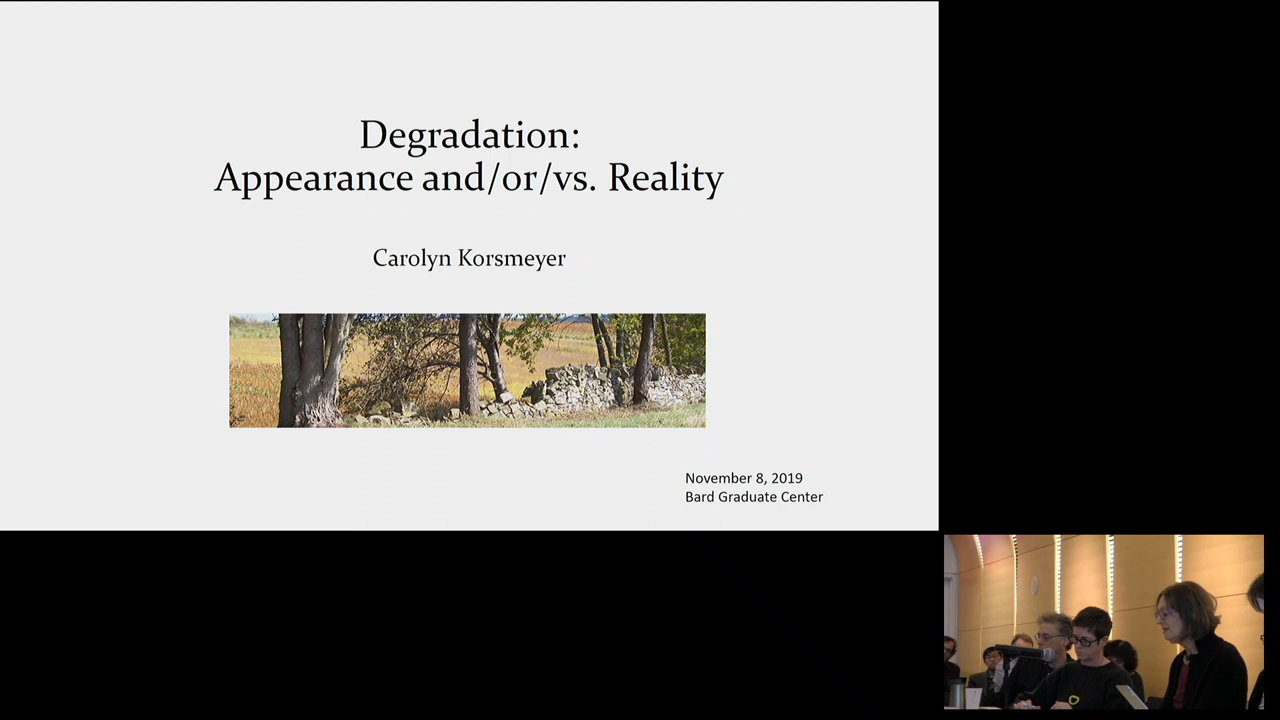 Degradation:
Appearance and/or/vs. Reality
Carolyn Korsmeyer
November 8, 2019
Bard Graduate Center